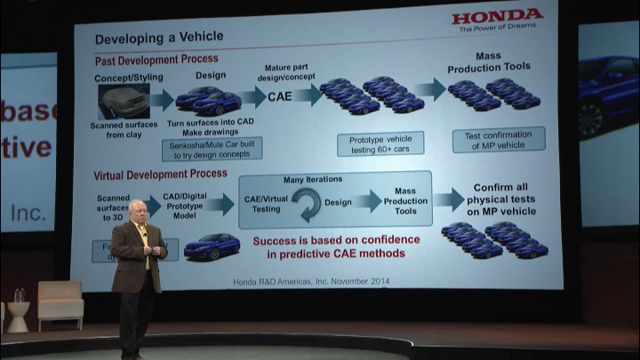 HONDA
The Power of Dreams
Developing a Vehicle
Past Development Process
Concept/Styling
Scanned surfaces
from clay
Design
Turn surfaces into CAD
Make drawings
Senkosha/Mule Car built
to try design concepts
CAE
Mature part
design/concept
Prototype vehicle
testing 60+ cars
Mass
Production Tools
Test confirmation
of MP vehicle
Virtual Development Process
Scanned
surfaces
to 3D
CAD/Digital
Prototype
Model
Many Iterations
CAE/Virtual
Testing
Design
Mass
Production
Tools
Confirm all
physical tests
on MP vehicle
Success is based on confidence
in predictive CAE methods
Honda R&D Americas, Inc. November 2014
base
tive
Inc.